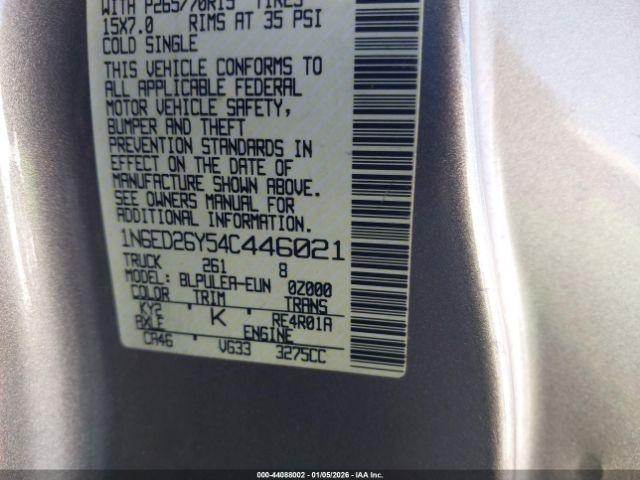 WITH P265/70R15 TIRES
15X7.0 RIMS AT 35 PSI
COLD SINGLE
THIS VEHICLE CONFORMS TO
ALL APPLICABLE FEDERAL
MOTOR VEHICLE SAFETY,
BUMPER AND THEFT
PREVENTION STANDARDS IN
EFFECT ON THE DATE OF
MANUFACTURE SHOWN ABOVE.
SEE OWNERS MANUAL FOR
ADDITIONAL INFORMATION.
1N6ED26Y54C446021
TRUCK 261 8
MODEL: BLPULEA-EUN 0Z000
COLOR TRIM TRANS
KY2 K RE4R01A
AXLE ENGINE
CA46 VG33 3275CC
000-44088002 - 01/05/2026 - IAA Inc.